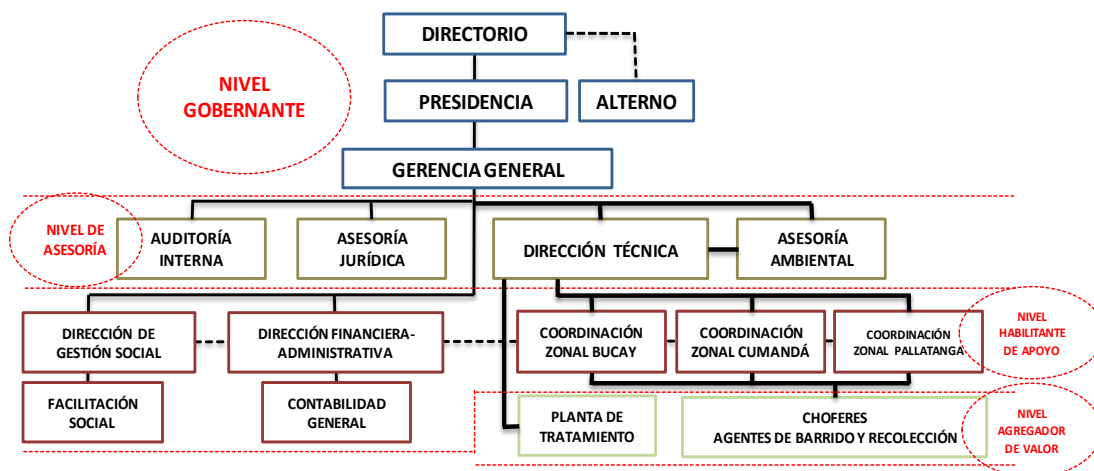 DIRECTORIO
NIVEL
GOBERNANTE
PRESIDENCIA
ALTERNO
GERENCIA GENERAL
NIVEL DE
ASESORÍA
AUDITORÍA
INTERNA
ASESORÍA
JURÍDICA
DIRECCIÓN TÉCNICA
ASESORÍA
AMBIENTAL
DIRECCIÓN DE
GESTIÓN SOCIAL
DIRECCIÓN FINANCIERA-
ADMINISTRATIVA
COORDINACIÓN
ZONAL BUCAY
COORDINACIÓN
ZONAL CUMANDÁ
COORDINACIÓN
ZONAL PALLATANGA
NIVEL
HABILITANTE
DE APOYO
FACILITACIÓN
SOCIAL
CONTABILIDAD
GENERAL
PLANTA DE
TRATAMIENTO
CHOFERES
AGENTES DE BARRIDO Y RECOLECCIÓN
NIVEL
AGREGADOR
DE VALOR